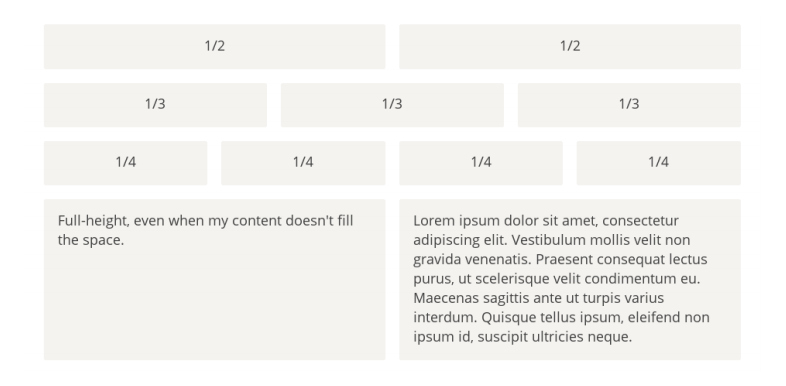 1/2 1/2
1/3 1/3 1/3
1/4 1/4 1/4 1/4
Full-height, even when my content doesn't fill
the space.
Lorem ipsum dolor sit amet, consectetur
adipiscing elit. Vestibulum mollis velit non
gravida venenatis. Praesent consequat lectus
purus, ut scelerisque velit condimentum eu.
Maecenas sagittis ante ut turpis varius
interdum. Quisque tellus ipsum, eleifend non
ipsum id, suscipit ultricies neque.